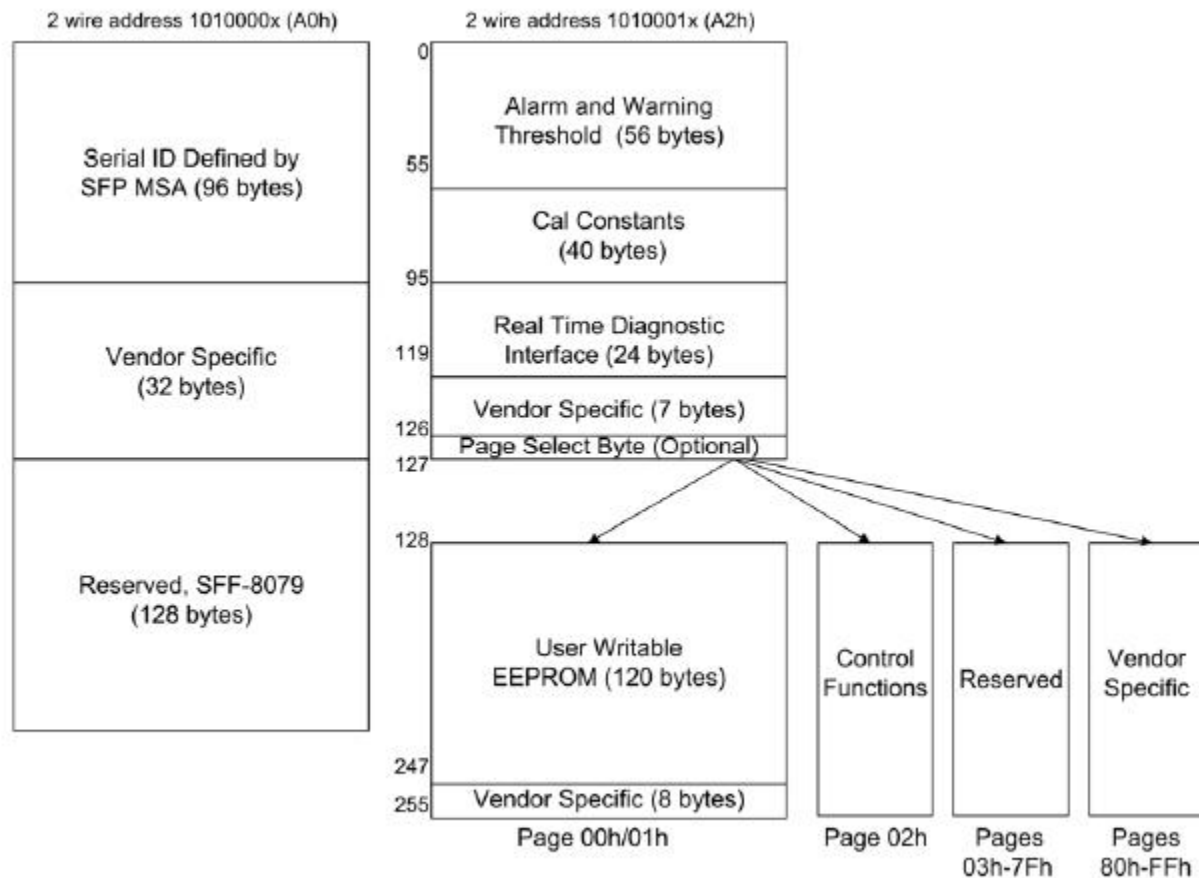 2 wire address 1010000x (A0h)
Serial ID Defined by
SFP MSA (96 bytes)
Vendor Specific
(32 bytes)
Reserved, SFF-8079
(128 bytes)
2 wire address 1010001x (A2h)
0
Alarm and Warning
Threshold (56 bytes)
55
Cal Constants
(40 bytes)
95
Real Time Diagnostic
Interface (24 bytes)
119
Vendor Specific (7 bytes)
126
Page Select Byte (Optional)
127
128
User Writable
EEPROM (120 bytes)
247
Vendor Specific (8 bytes)
255
Page 00h/01h
Control
Functions
Page 02h
Reserved
Pages
03h-7Fh
Vendor
Specific
Pages
80h-FFh